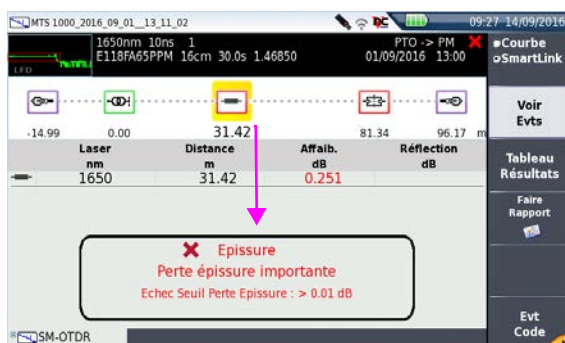 MTS 1000_2016_09_01__13_11_02
09:27 14/09/2016
LFD
1650nm 10ns 1
E118FA65PPM 16cm 30.0s 1.46850
PTO -> PM
01/09/2016 13:00
Courbe
SmartLink
-14.99 0.00 31.42 81.34 96.17 m
Laser Distance Affaib. Réflection
nm m dB dB
1650 31.42 0.251
Epissure
Perte épissure importante
Echec Seuil Perte Epissure : > 0.01 dB
Voir
Evts
Tableau
Résultats
Faire
Rapport
Evt
Code
SM-OTDR